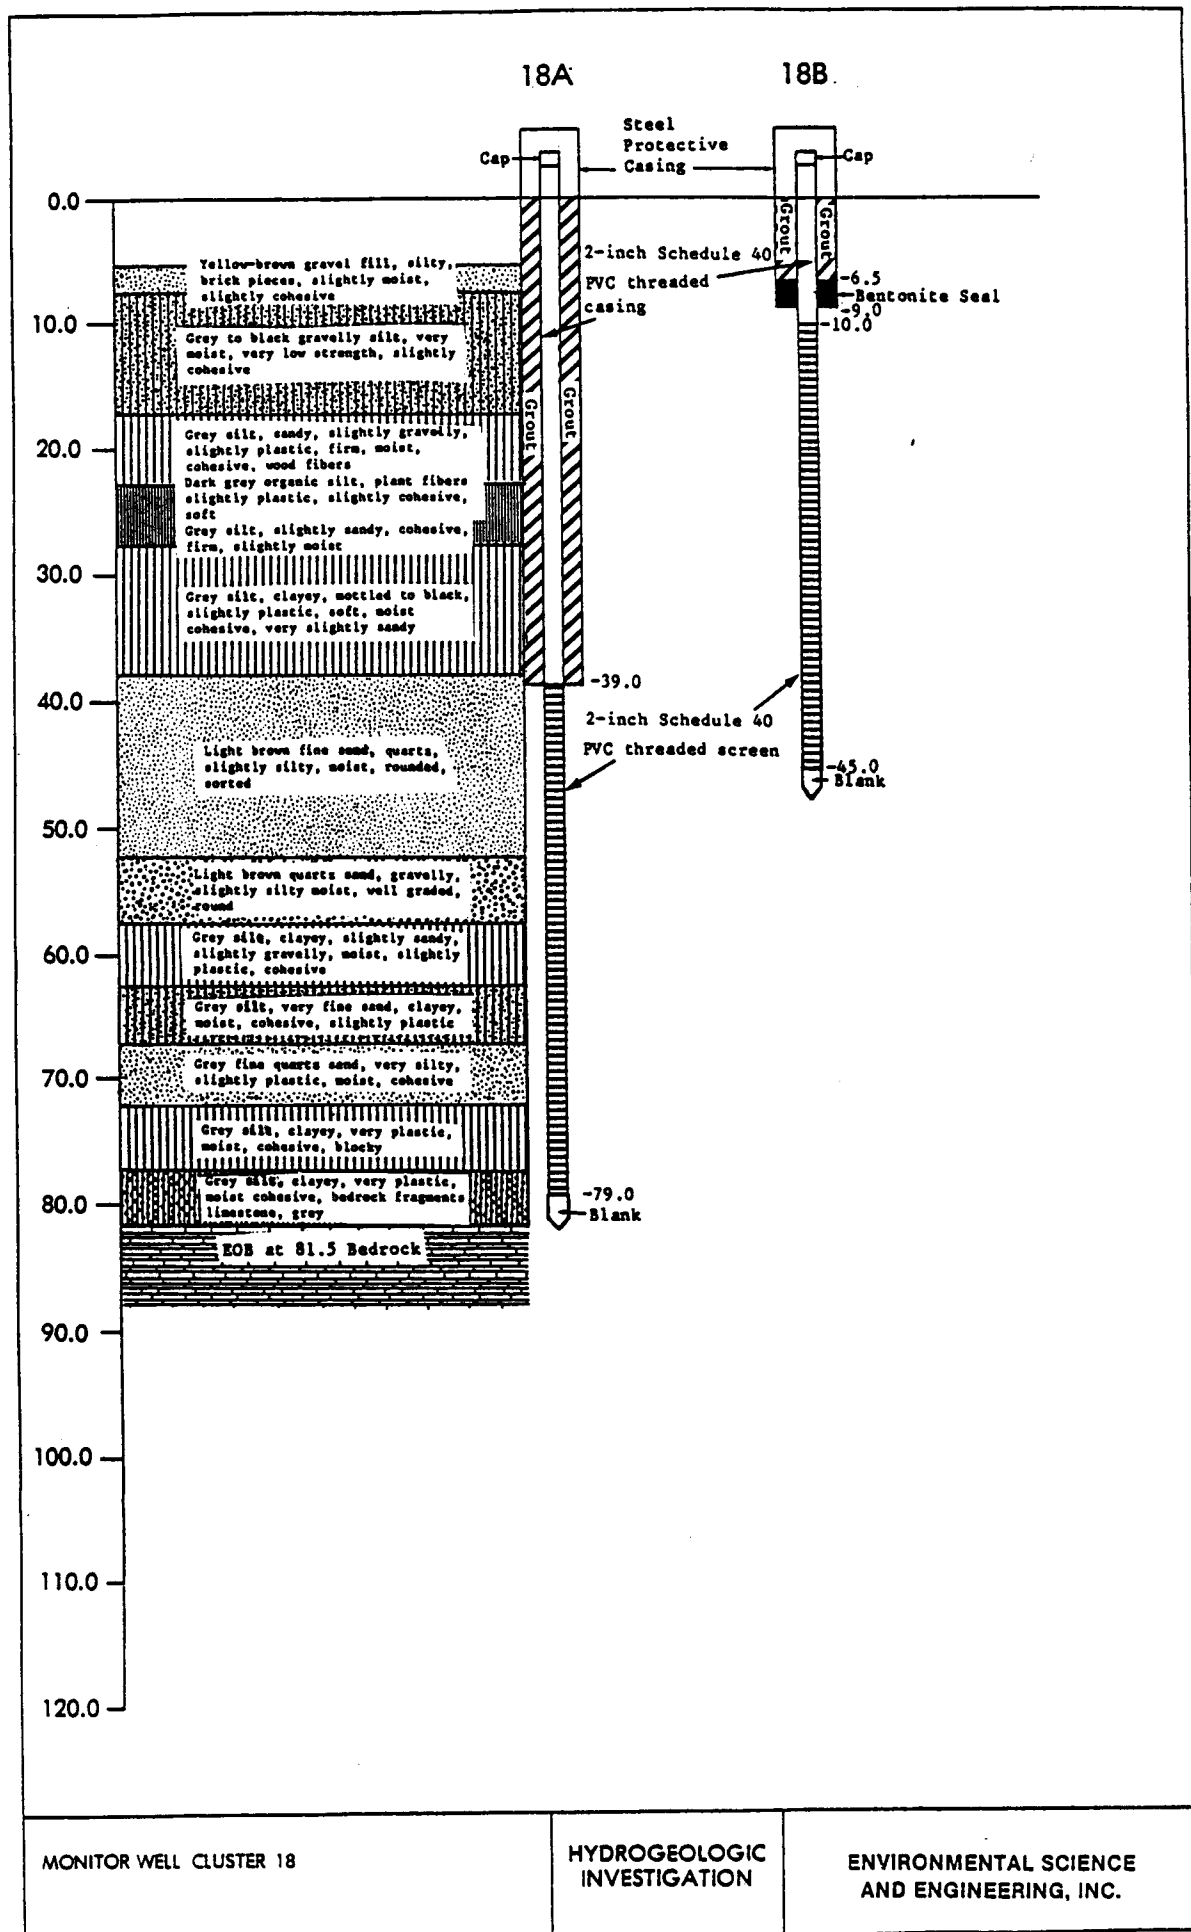 18A
18B
Steel
Protective
Casing
Cap
Cap
0.0
10.0
20.0
30.0
40.0
50.0
60.0
70.0
80.0
90.0
100.0
110.0
120.0
Yellow-brown gravel fill, silty,
brick pieces, slightly moist,
slightly cohesive
Grey to black gravelly silt, very
moist, very low strength, slightly
cohesive
Grey silt, sandy, slightly gravelly,
slightly plastic, firm, moist,
cohesive, wood fibers
Dark grey organic silt, plant fibers
slightly plastic, slightly cohesive,
soft
Grey silt, slightly sandy, cohesive,
firm, slightly moist
Grey silt, clayey, mottled to black,
slightly plastic, soft, moist
cohesive, very slightly sandy
Light brown fine sand, quartz,
slightly silty, moist, rounded,
sorted
Light brown quartz sand, gravelly,
slightly silty moist, well graded,
round
Grey silt, clayey, slightly sandy,
slightly gravelly, moist, slightly
plastic, cohesive
Grey silt, very fine sand, clayey,
moist, cohesive, slightly plastic
Grey fine quartz sand, very silty,
slightly plastic, moist, cohesive
Grey silt, clayey, very plastic,
moist, cohesive, blocky
Grey silt, clayey, very plastic,
moist cohesive, bedrock fragments
limestone, grey
EOB at 81.5 Bedrock
Grout
Grout
Grout
Grout
2-inch Schedule 40
PVC threaded
casing
-6.5
Bentonite Seal
-9.0
-10.0
-39.0
2-inch Schedule 40
PVC threaded screen
-45.0
Blank
-79.0
Blank
MONITOR WELL CLUSTER 18
HYDROGEOLOGIC
INVESTIGATION
ENVIRONMENTAL SCIENCE
AND ENGINEERING, INC.